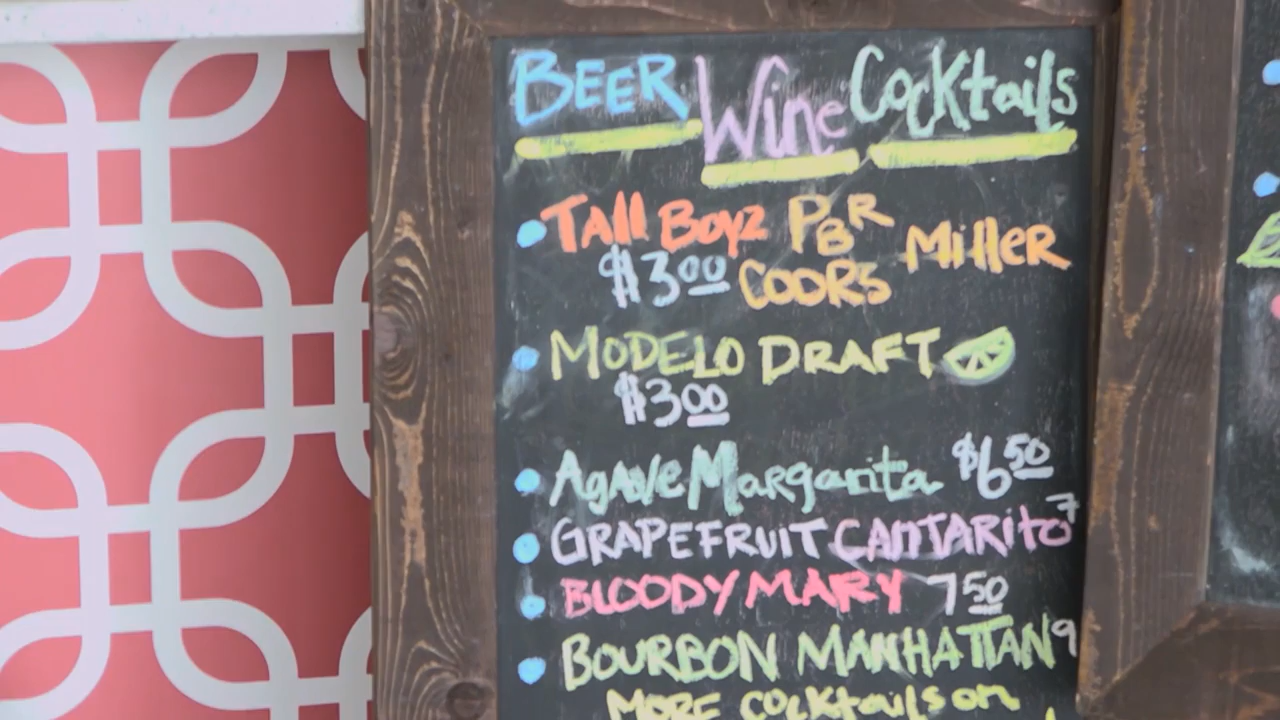 BEER Wine Cocktails
TAll Boyz PBR Miller
$3.00 COORS
MODELO DRAFT
$3.00
AgAve Margarita $6.50
GRAPEFRUIT CANTARito 7
BLOODY MARY 7 50
BOURBON MANHATTAN 9
MORE COCKtails on